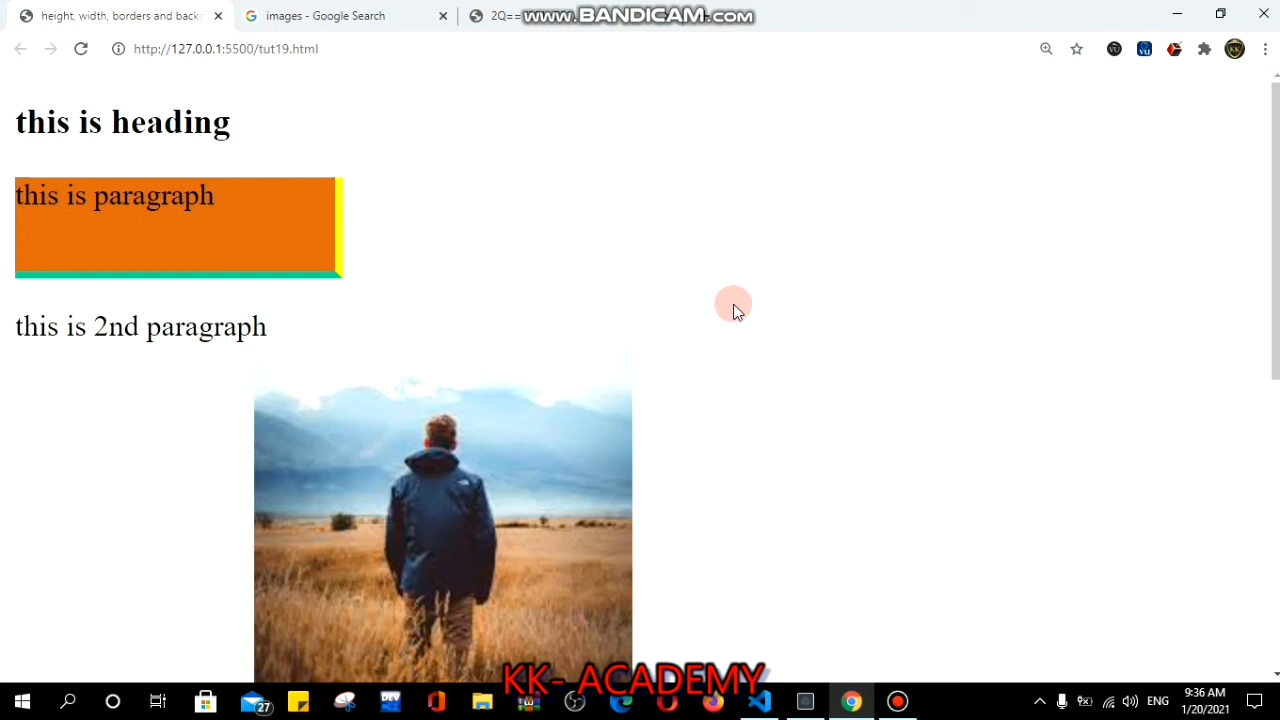 height, width, borders and backg
images - Google Search
2Q==
www.BANDICAM.com
http://127.0.0.1:5500/tut19.html
this is heading
this is paragraph
this is 2nd paragraph
KK- ACADEMY
27
DEV
ENG
9:36 AM
1/20/2021